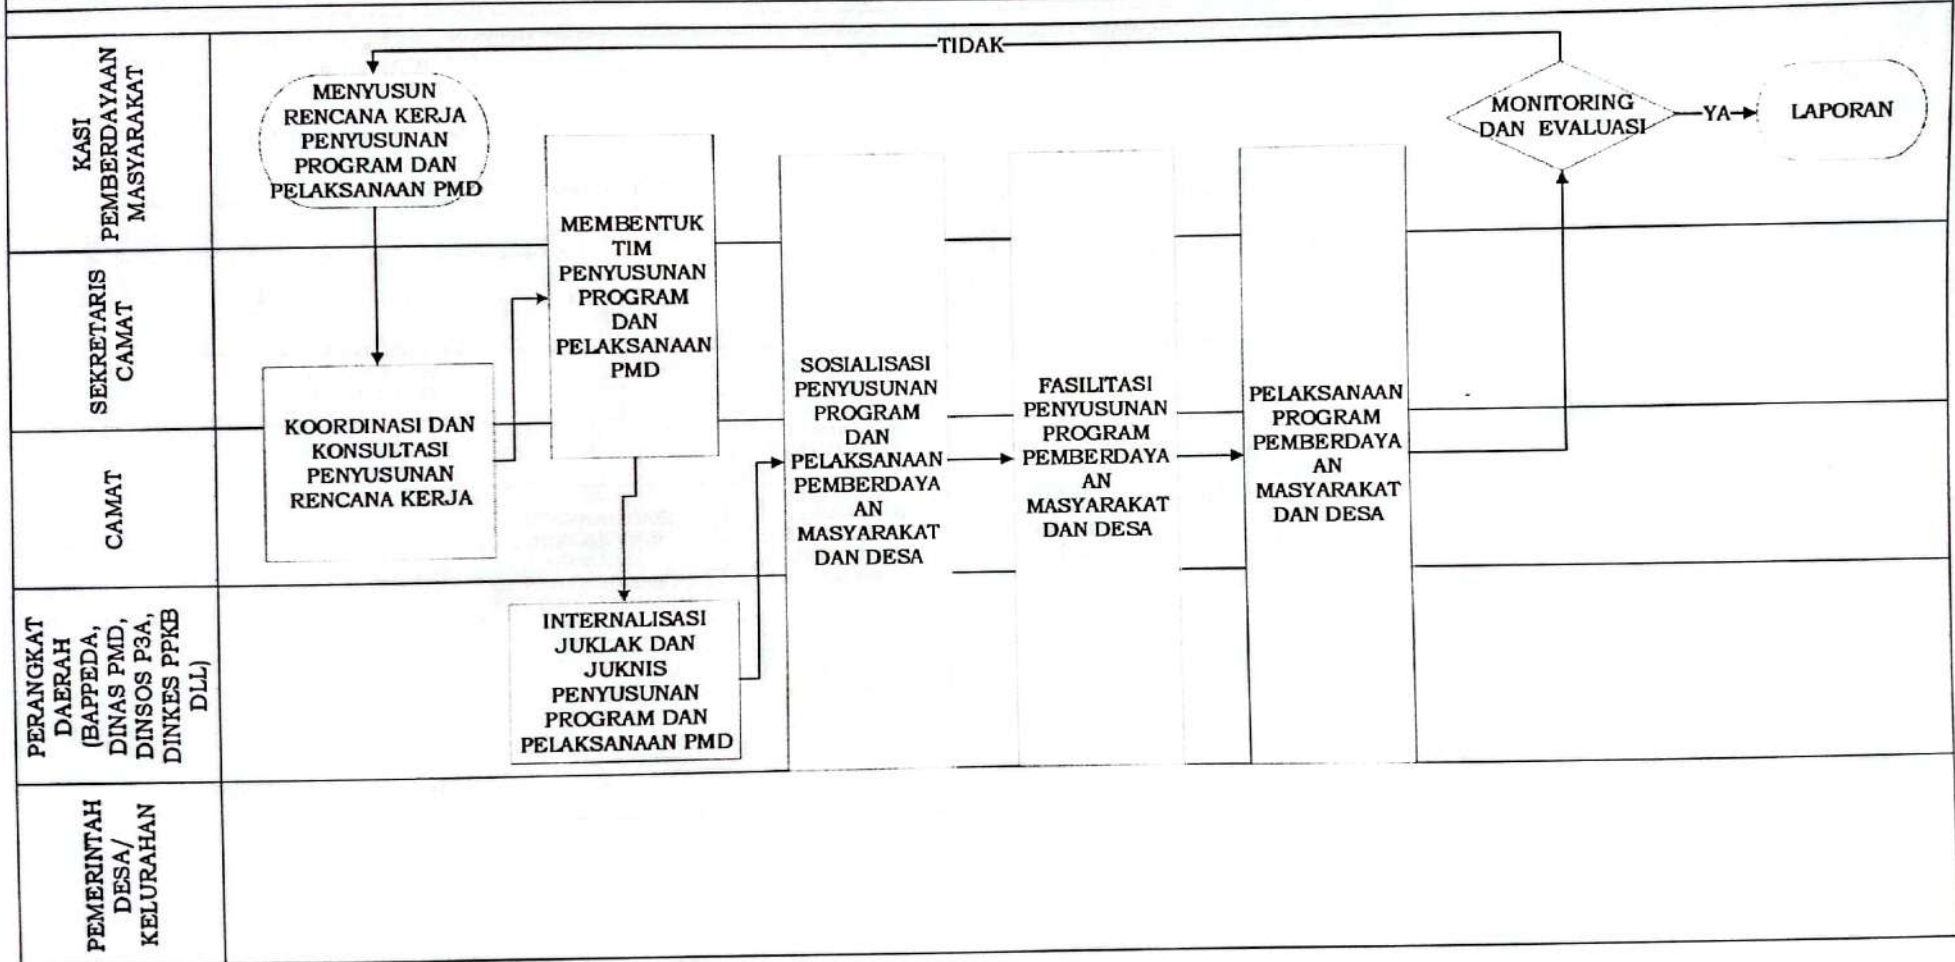 KASI
PEMBERDAYAAN
MASYARAKAT
TIDAK
MENYUSUN
RENCANA KERJA
PENYUSUNAN
PROGRAM DAN
PELAKSANAAN PMD
MONITORING
DAN EVALUASI
YA
LAPORAN
SEKRETARIS
CAMAT
MEMBENTUK
TIM
PENYUSUNAN
PROGRAM
DAN
PELAKSANAAN
PMD
CAMAT
KOORDINASI DAN
KONSULTASI
PENYUSUNAN
RENCANA KERJA
SOSIALISASI
PENYUSUNAN
PROGRAM
DAN
PELAKSANAAN
PEMBERDAYA
AN
MASYARAKAT
DAN DESA
FASILITASI
PENYUSUNAN
PROGRAM
PEMBERDAYA
AN
MASYARAKAT
DAN DESA
PELAKSANAAN
PROGRAM
PEMBERDAYA
AN
MASYARAKAT
DAN DESA
PERANGKAT
DAERAH
(BAPPEDA,
DINAS PMD,
DINSOS P3A,
DINKES PPKB
DLL)
INTERNALISASI
JUKLAK DAN
JUKNIS
PENYUSUNAN
PROGRAM DAN
PELAKSANAAN PMD
PEMERINTAH
DESA/
KELURAHAN